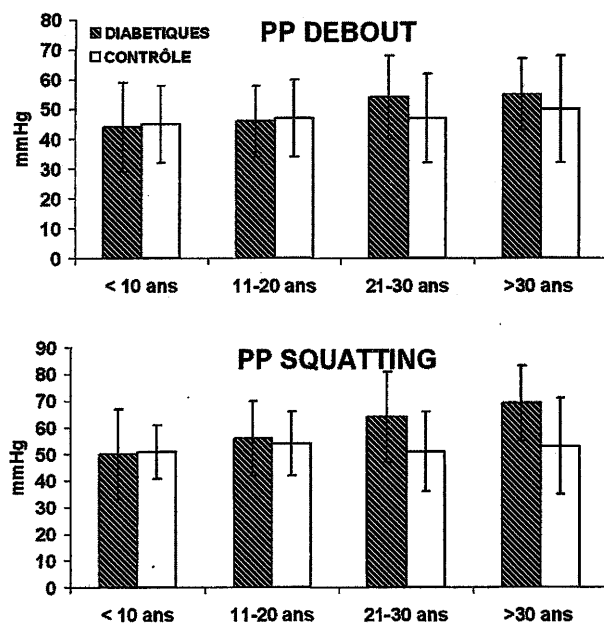 PP DEBOUT
DIABETIQUES
CONTRÔLE
mmHg
80
70
60
50
40
30
20
10
0
< 10 ans 11-20 ans 21-30 ans >30 ans
PP SQUATTING
mmHg
90
80
70
60
50
40
30
20
10
0
< 10 ans 11-20 ans 21-30 ans >30 ans